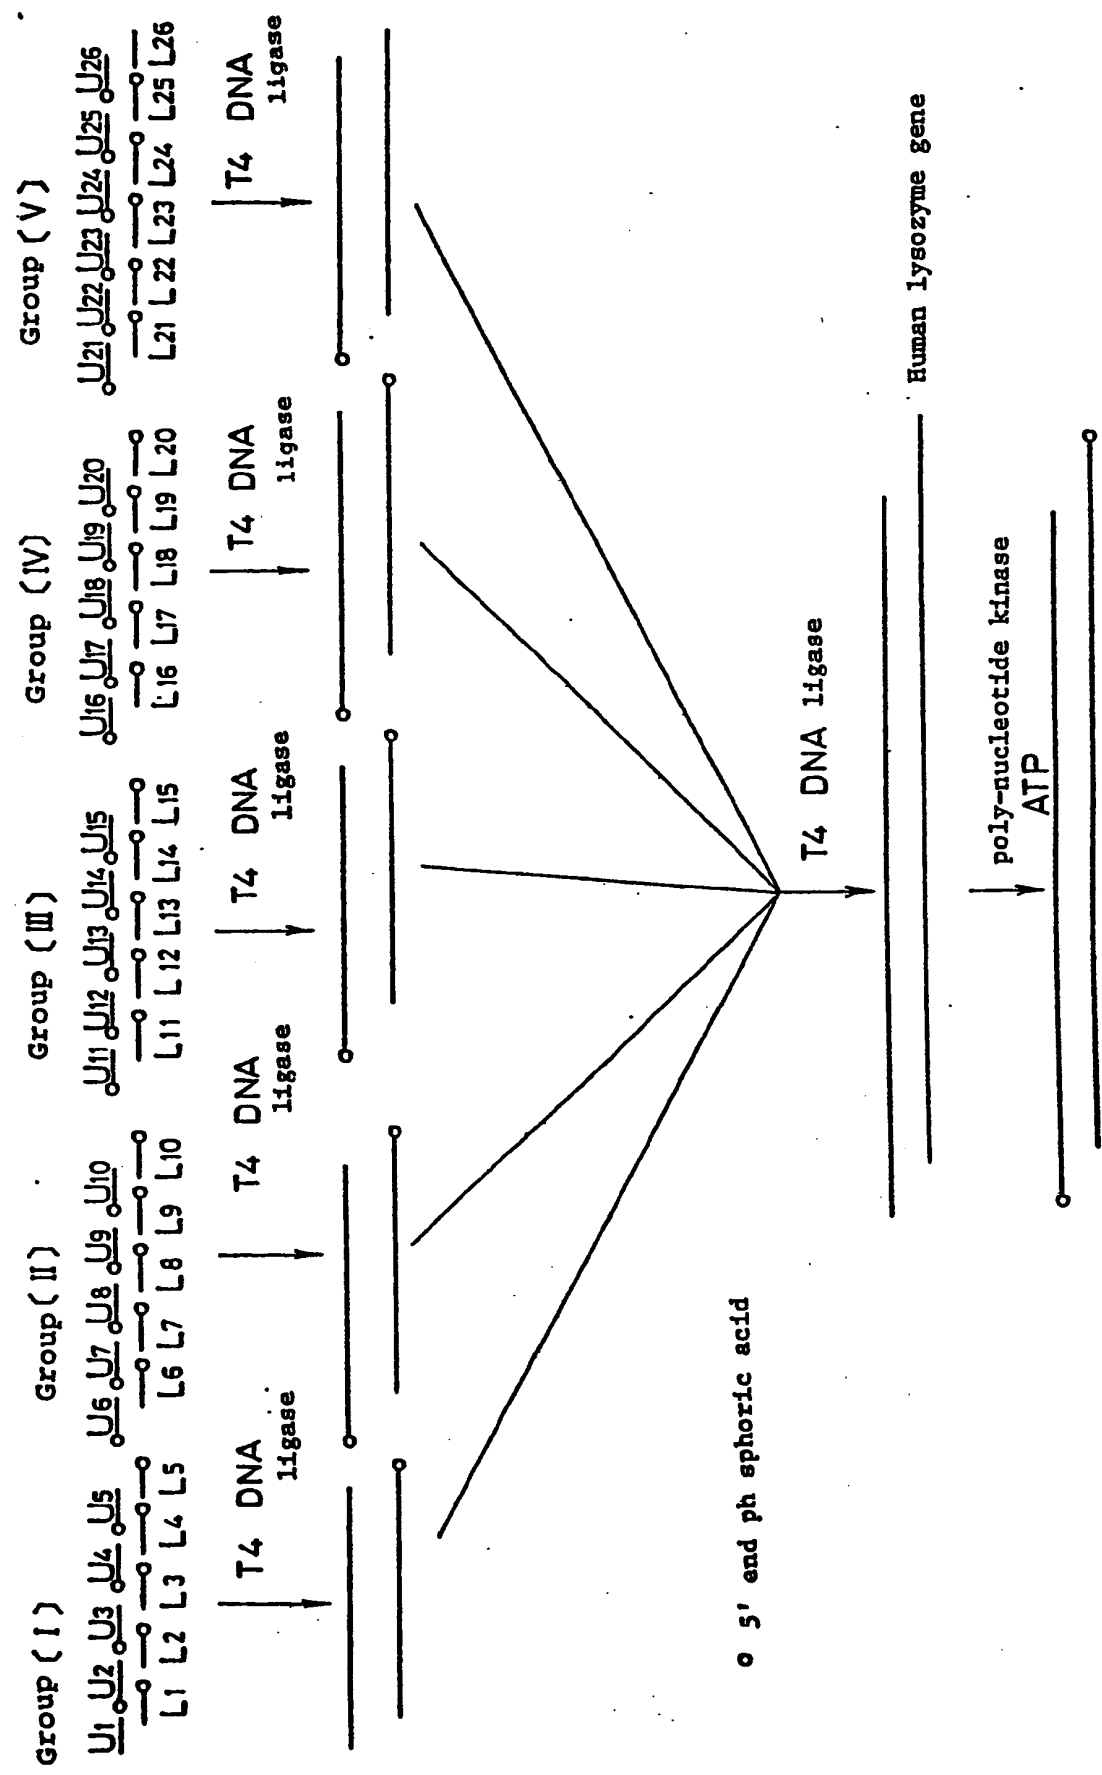 Group (I) Group (II) Group (III) Group (IV) Group (V)
U1 U2 U3 U4 U5 U6 U7 U8 U9 U10 U11 U12 U13 U14 U15 U16 U17 U18 U19 U20 U21 U22 U23 U24 U25 U26
L1 L2 L3 L4 L5 L6 L7 L8 L9 L10 L11 L12 L13 L14 L15 L16 L17 L18 L19 L20 L21 L22 L23 L24 L25 L26
T4 DNA
ligase
T4 DNA
ligase
T4 DNA
ligase
T4 DNA
ligase
T4 DNA
ligase
o 5' end ph sphoric acid
T4 DNA ligase
Human lysozyme gene
poly-nucleotide kinase
ATP